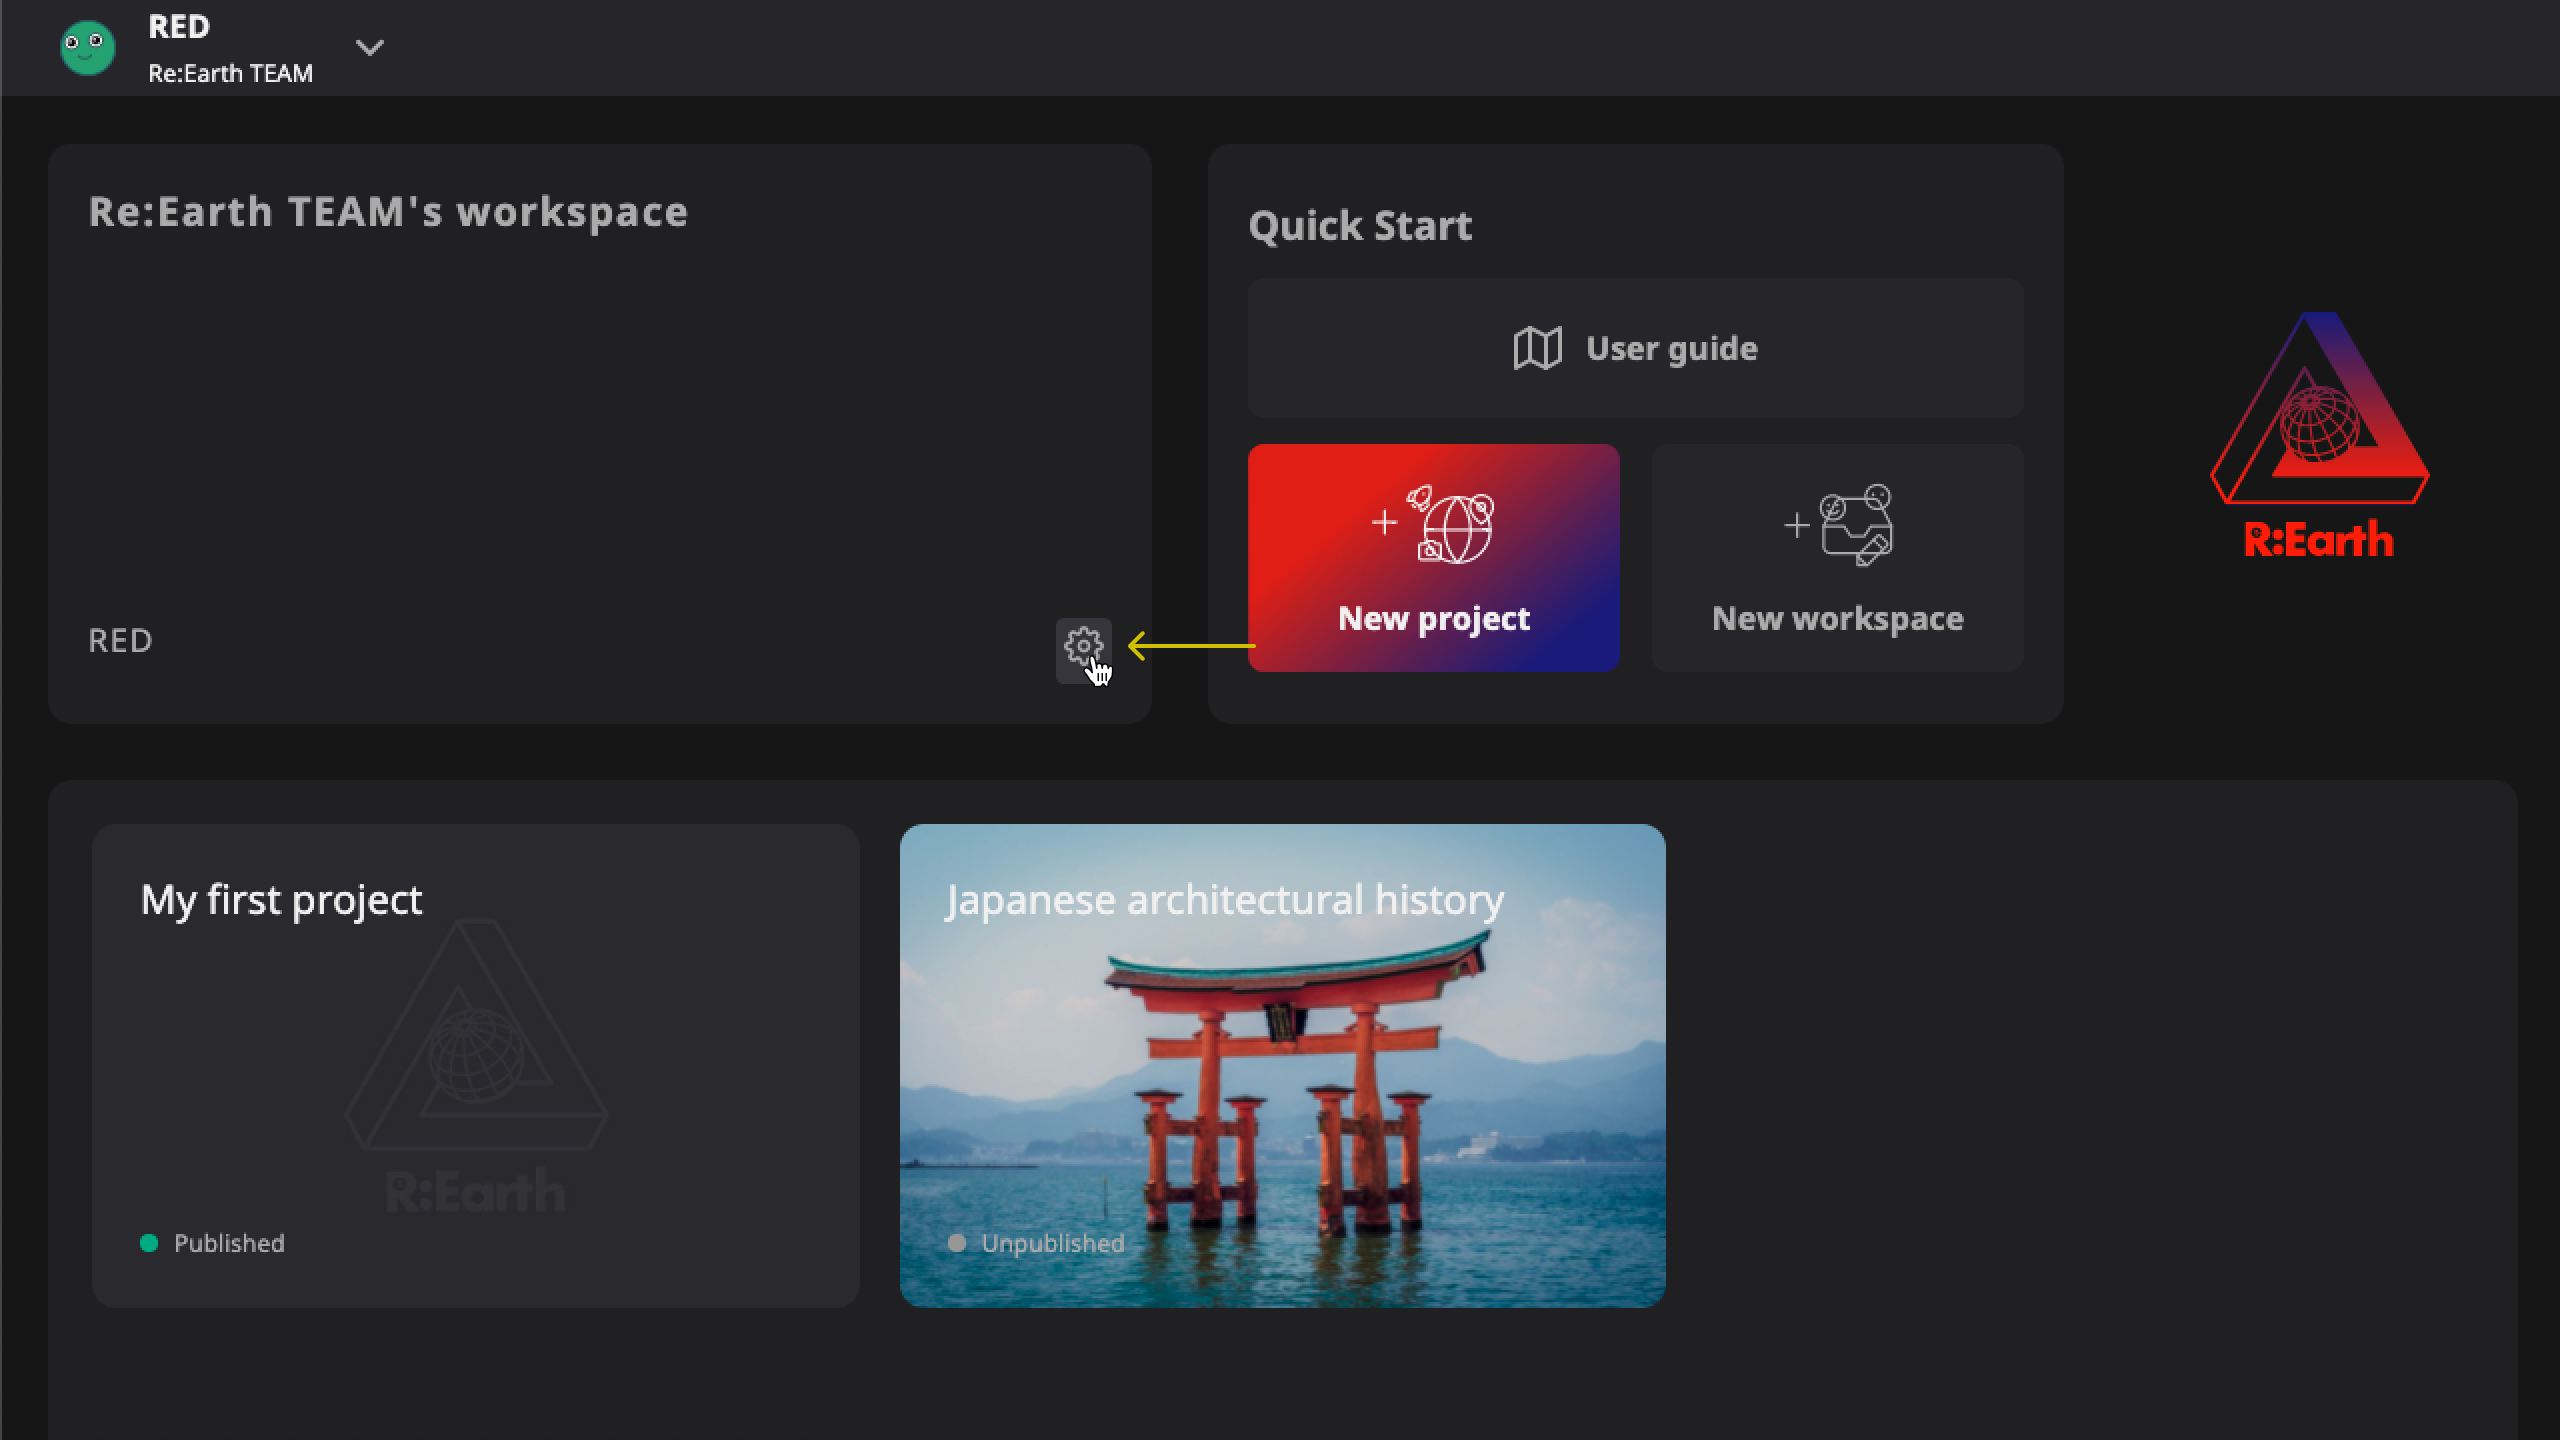 RED
Re:Earth TEAM
Re:Earth TEAM's workspace
RED
Quick Start
User guide
New project
New workspace
R:Earth
My first project
R:Earth
Published
Japanese architectural history
Unpublished